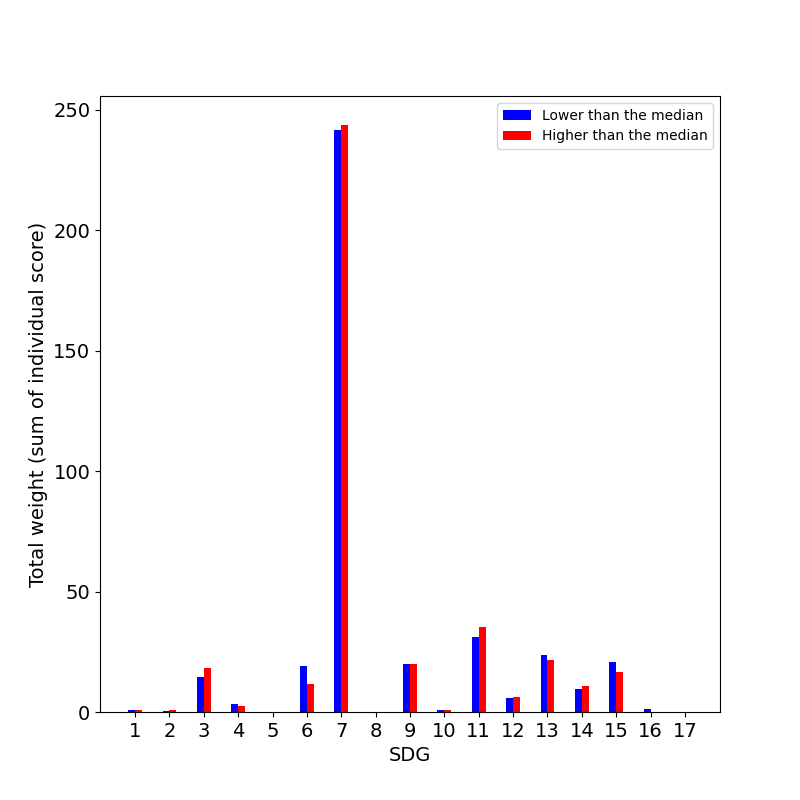 Lower than the median
Higher than the median
Total weight (sum of individual score)
250
200
150
100
50
0
1 2 3 4 5 6 7 8 9 10 11 12 13 14 15 16 17
SDG